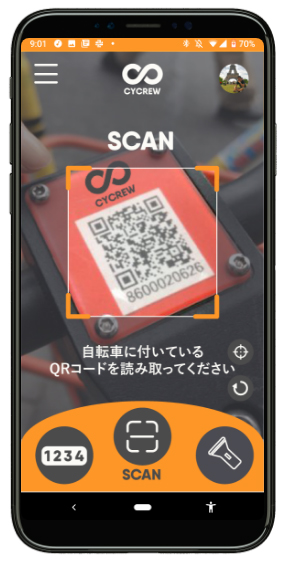 9:01
70%
CYCREW
SCAN
CYCREW
8600020626
自転車に付いている
QRコードを読み取ってください
1234
SCAN